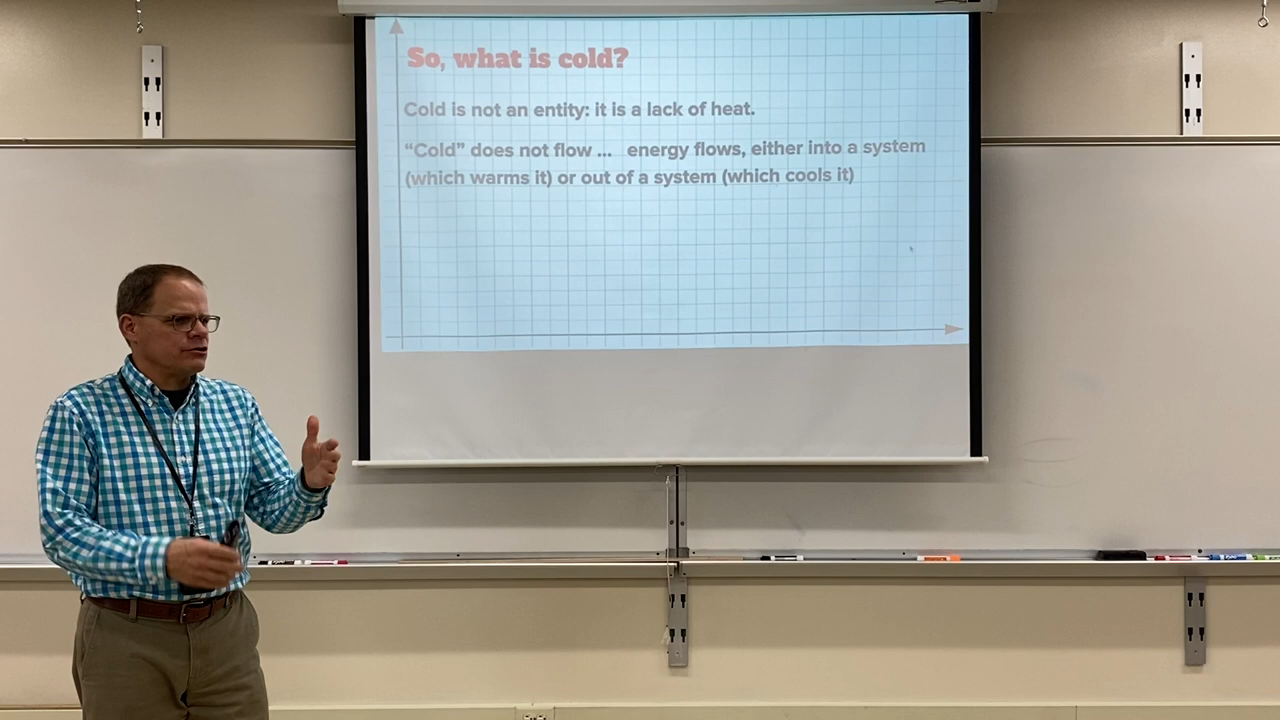 So, what is cold?
Cold is not an entity: it is a lack of heat.
“Cold” does not flow ... energy flows, either into a system
(which warms it) or out of a system (which cools it)